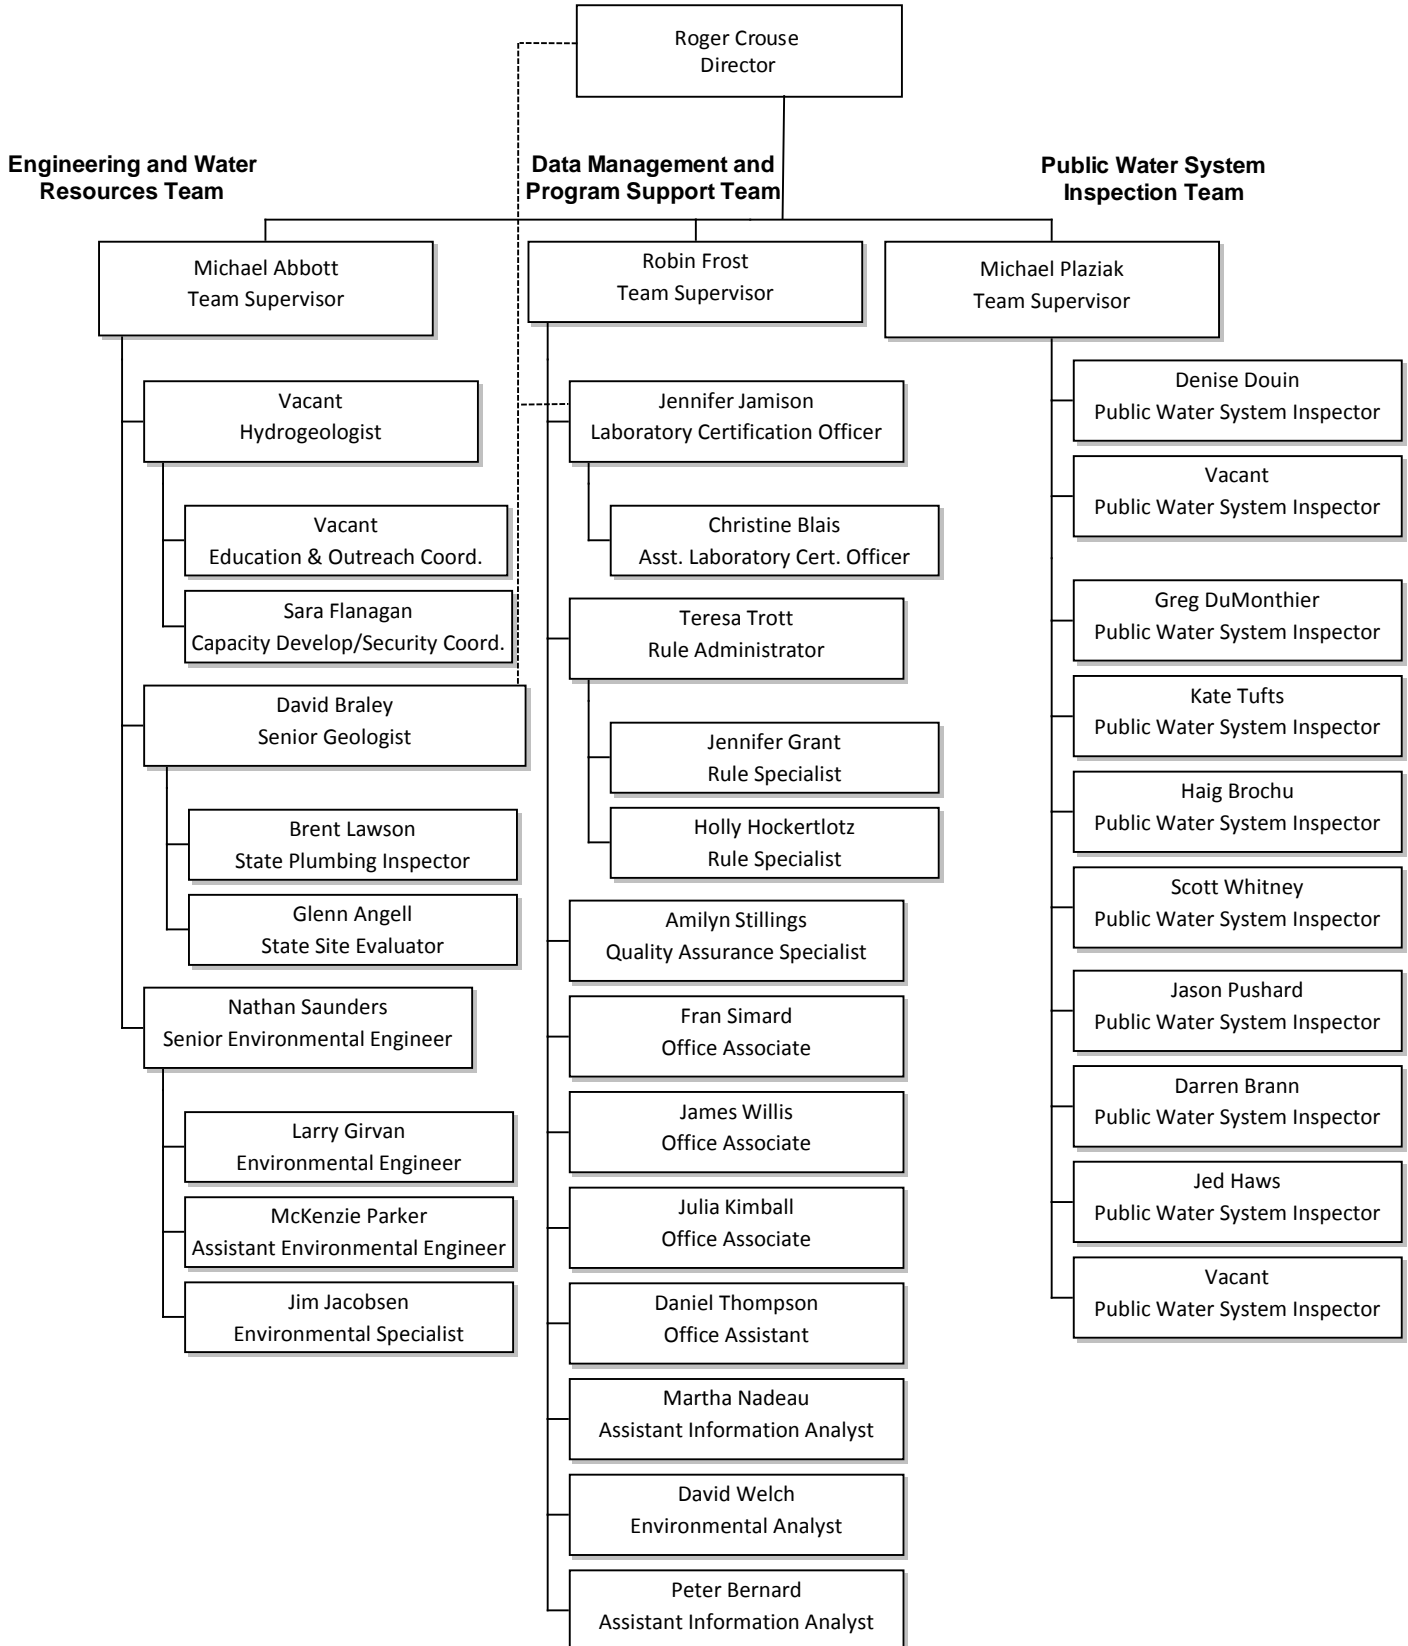 Roger Crouse
Director
Engineering and Water
Resources Team
Data Management and
Program Support Team
Public Water System
Inspection Team
Michael Abbott
Team Supervisor
Vacant
Hydrogeologist
Vacant
Education & Outreach Coord.
Sara Flanagan
Capacity Develop/Security Coord.
David Braley
Senior Geologist
Brent Lawson
State Plumbing Inspector
Glenn Angell
State Site Evaluator
Nathan Saunders
Senior Environmental Engineer
Larry Girvan
Environmental Engineer
McKenzie Parker
Assistant Environmental Engineer
Jim Jacobsen
Environmental Specialist
Robin Frost
Team Supervisor
Jennifer Jamison
Laboratory Certification Officer
Christine Blais
Asst. Laboratory Cert. Officer
Teresa Trott
Rule Administrator
Jennifer Grant
Rule Specialist
Holly Hockertlotz
Rule Specialist
Amilyn Stillings
Quality Assurance Specialist
Fran Simard
Office Associate
James Willis
Office Associate
Julia Kimball
Office Associate
Daniel Thompson
Office Assistant
Martha Nadeau
Assistant Information Analyst
David Welch
Environmental Analyst
Peter Bernard
Assistant Information Analyst
Michael Plaziak
Team Supervisor
Denise Douin
Public Water System Inspector
Vacant
Public Water System Inspector
Greg DuMonthier
Public Water System Inspector
Kate Tufts
Public Water System Inspector
Haig Brochu
Public Water System Inspector
Scott Whitney
Public Water System Inspector
Jason Pushard
Public Water System Inspector
Darren Brann
Public Water System Inspector
Jed Haws
Public Water System Inspector
Vacant
Public Water System Inspector